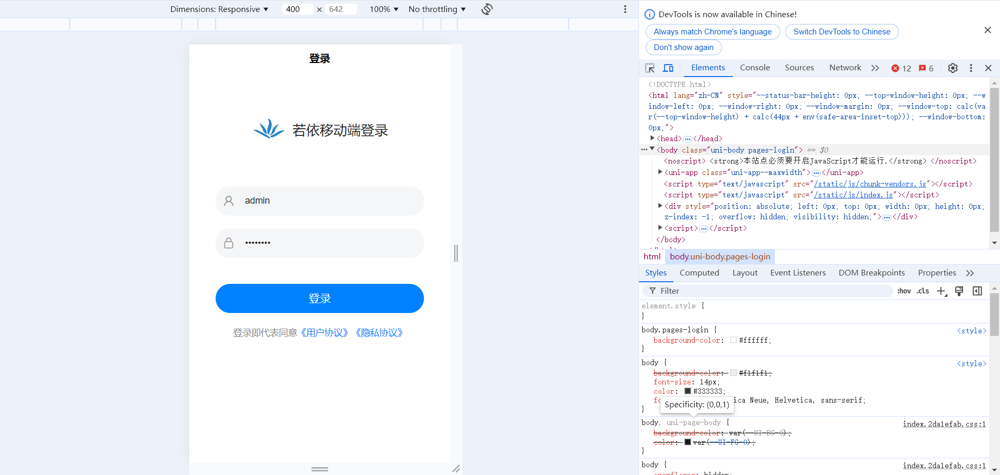 Dimensions: Responsive ▼ 400 × 642 100% ▼ No throttling ▼
登录
若依移动端登录
admin
••••••••
登录
登录即代表同意《用户协议》《隐私协议》
DevTools is now available in Chinese!
Always match Chrome's language
Switch DevTools to Chinese
Don't show again
Elements Console Sources Network 12 6
<!DOCTYPE html>
<html lang="zh-CN" style="--status-bar-height: 0px; --top-window-height: 0px; --w
indow-left: 0px; --window-right: 0px; --window-margin: 0px; --window-top: calc(va
r(--top-window-height) + calc(44px + env(safe-area-inset-top))); --window-bottom:
0px;">
<head>…</head>
<body class="uni-body pages-login"> == $0
<noscript> <strong>本站点必须要开启JavaScript才能运行.</strong> </noscript>
<uni-app class="uni-app--maxwidth">…</uni-app>
<script type="text/javascript" src="/static/js/chunk-vendors.js"></script>
<script type="text/javascript" src="/static/js/index.js"></script>
<div style="position: absolute; left: 0px; top: 0px; width: 0px; height: 0px;
z-index: -1; overflow: hidden; visibility: hidden;">…</div>
<script>…</script>
</body>
html body.uni-body.pages-login
Styles Computed Layout Event Listeners DOM Breakpoints Properties
Filter :hov .cls
element.style {
}
body.pages-login { <style>
background-color: #ffffff;
}
body { <style>
background-color: #f1f1f1;
font-size: 14px;
color: #333333;
ica Neue, Helvetica, sans-serif;
Specificity: (0,0,1)
}
body, uni-page-body { index.2da1efab.css:1
background-color: var(--UI-BG-0);
color: var(--UI-FG-0);
}
body { index.2da1efab.css:1
overflow-x: hidden;